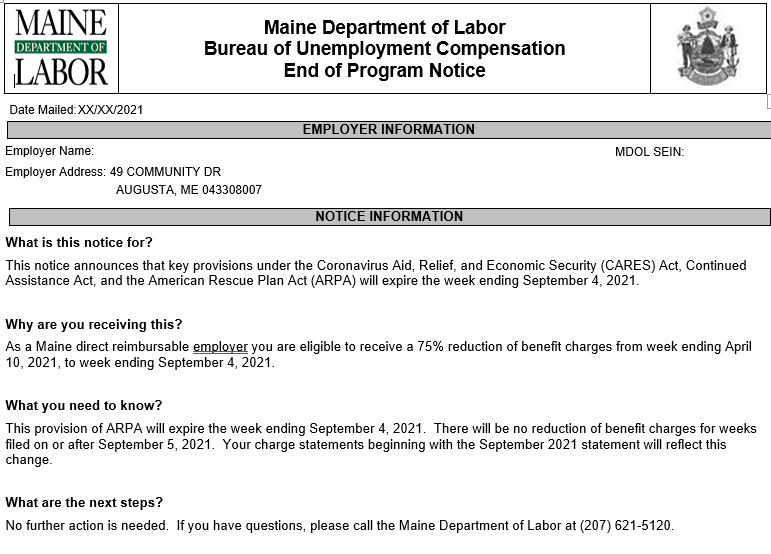 MAINE
DEPARTMENT OF
LABOR
Maine Department of Labor
Bureau of Unemployment Compensation
End of Program Notice
Date Mailed: XX/XX/2021
EMPLOYER INFORMATION
Employer Name:
MDOL SEIN:
Employer Address: 49 COMMUNITY DR
AUGUSTA, ME 043308007
NOTICE INFORMATION
What is this notice for?
This notice announces that key provisions under the Coronavirus Aid, Relief, and Economic Security (CARES) Act, Continued
Assistance Act, and the American Rescue Plan Act (ARPA) will expire the week ending September 4, 2021.
Why are you receiving this?
As a Maine direct reimbursable employer you are eligible to receive a 75% reduction of benefit charges from week ending April
10, 2021, to week ending September 4, 2021.
What you need to know?
This provision of ARPA will expire the week ending September 4, 2021.  There will be no reduction of benefit charges for weeks
filed on or after September 5, 2021.  Your charge statements beginning with the September 2021 statement will reflect this
change.
What are the next steps?
No further action is needed.  If you have questions, please call the Maine Department of Labor at (207) 621-5120.